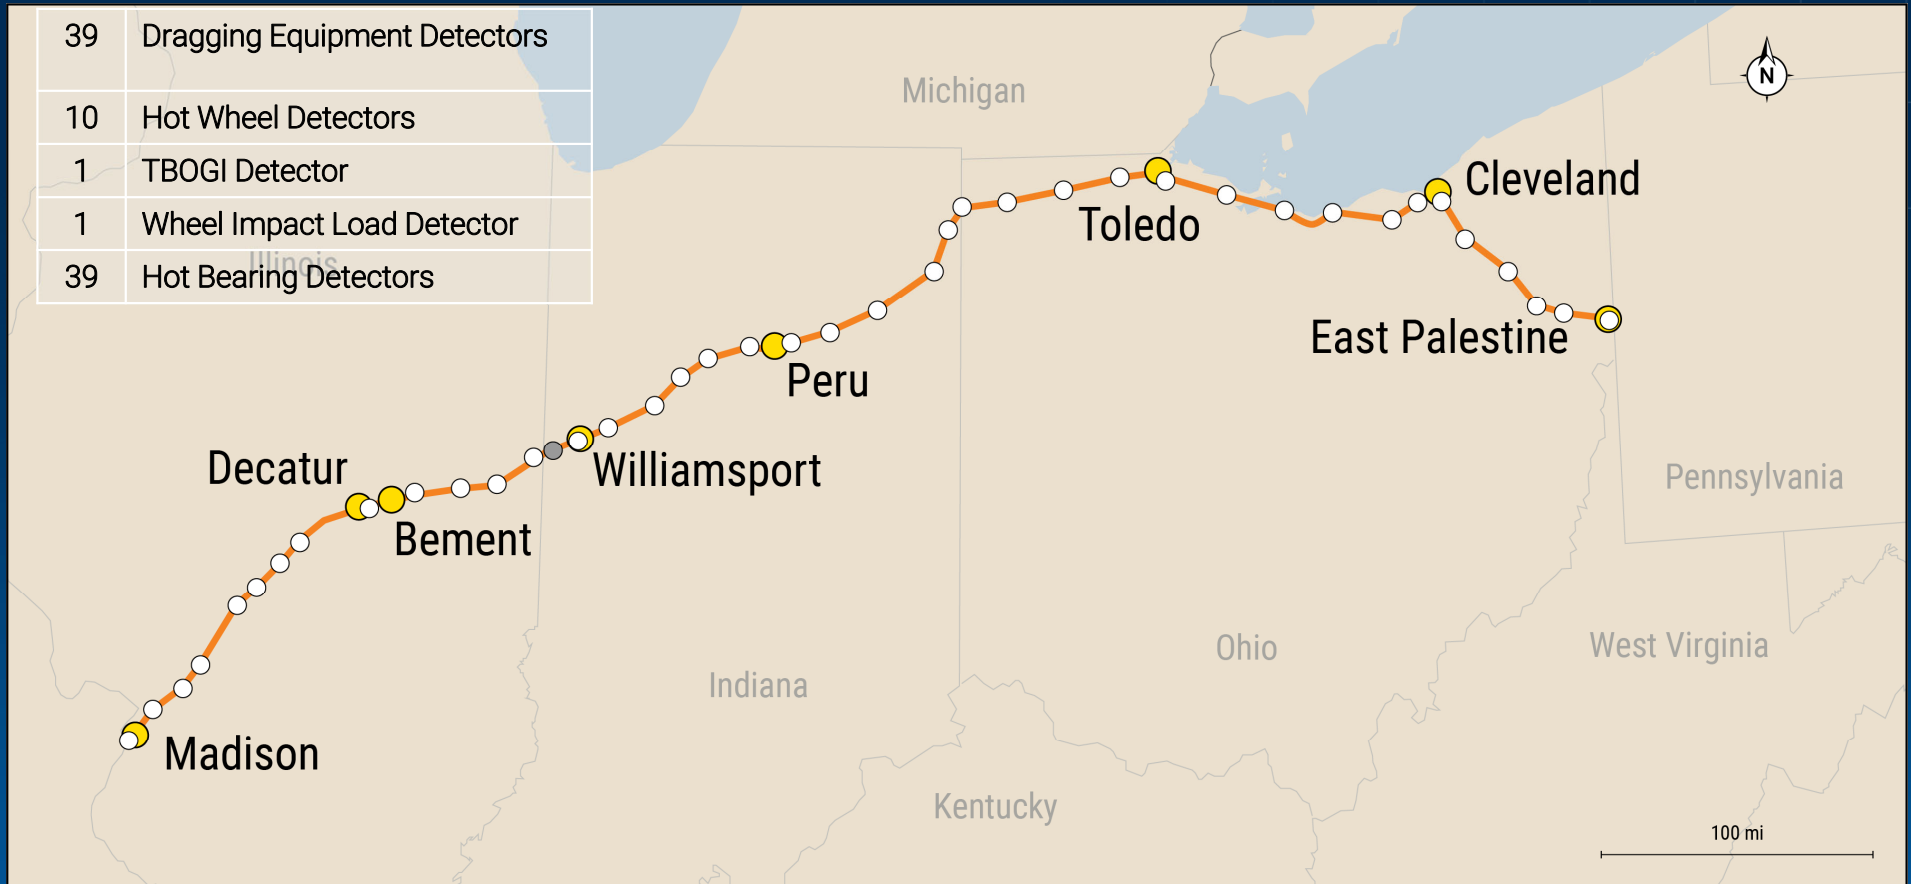 39 Dragging Equipment Detectors
10 Hot Wheel Detectors
1 TBOGI Detector
1 Wheel Impact Load Detector
39 Hot Bearing Detectors
Illinois
Michigan
N
Cleveland
Toledo
East Palestine
Peru
Decatur
Williamsport
Pennsylvania
Bement
Ohio
West Virginia
Indiana
Madison
Kentucky
100 mi